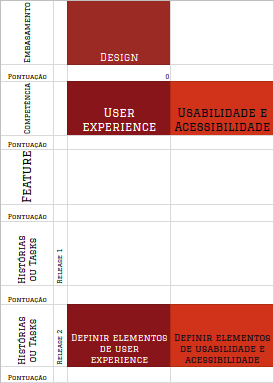 EMBASAMENTO
DESIGN
PONTUAÇÃO
0
COMPETÊNCIA
USER
EXPERIENCE
USABILIDADE E
ACESSIBILIDADE
PONTUAÇÃO
FEATURE
PONTUAÇÃO
HISTÓRIAS
OU TASKS
RELEASE 1
PONTUAÇÃO
HISTÓRIAS
OU TASKS
RELEASE 2
DEFINIR ELEMENTOS
DE USER
EXPERIENCE
DEFINIR ELEMENTOS
DE USABILIDADE E
ACESSIBILIDADE
PONTUAÇÃO